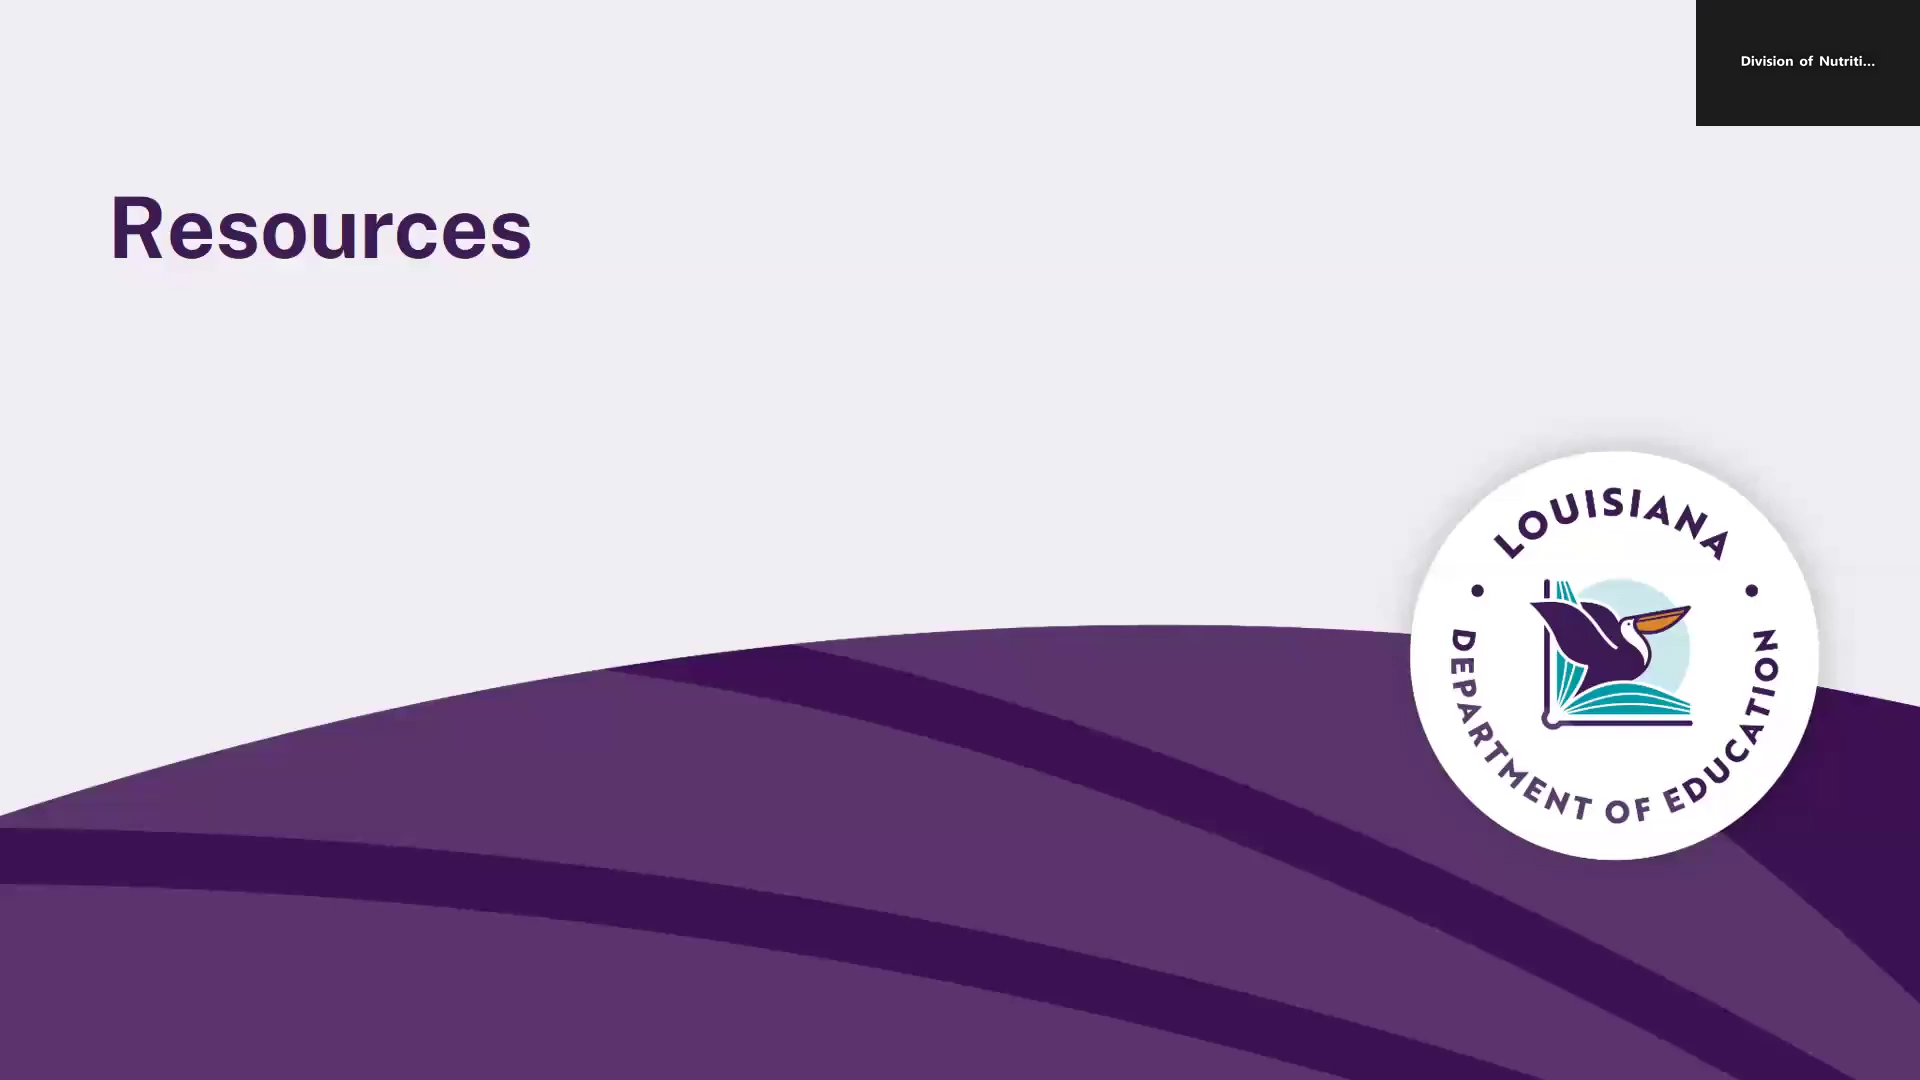 Division of Nutriti...
Resources
LOUISIANA
DEPARTMENT OF EDUCATION